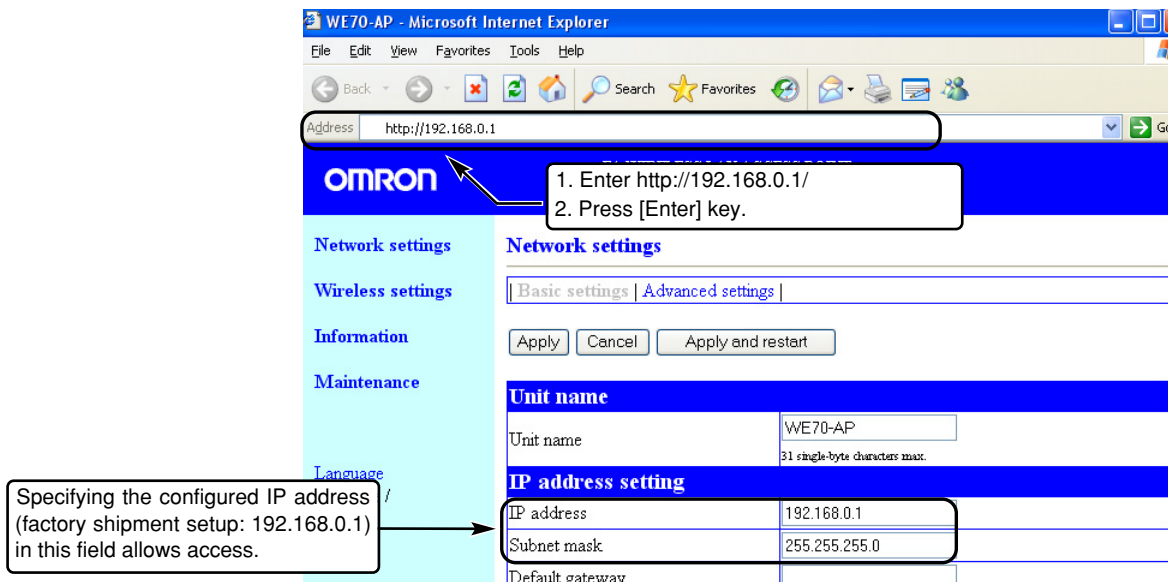 WE70-AP - Microsoft Internet Explorer
File Edit View Favorites Tools Help
Back Search Favorites
Address http://192.168.0.1
OMRON
1. Enter http://192.168.0.1/
2. Press [Enter] key.
Network settings
Wireless settings
Information
Maintenance
Language
/
Network settings
| Basic settings | Advanced settings |
Apply Cancel Apply and restart
Unit name
Unit name WE70-AP
31 single-byte characters max.
IP address setting
IP address 192.168.0.1
Subnet mask 255.255.255.0
Default gateway
Specifying the configured IP address
(factory shipment setup: 192.168.0.1)
in this field allows access.